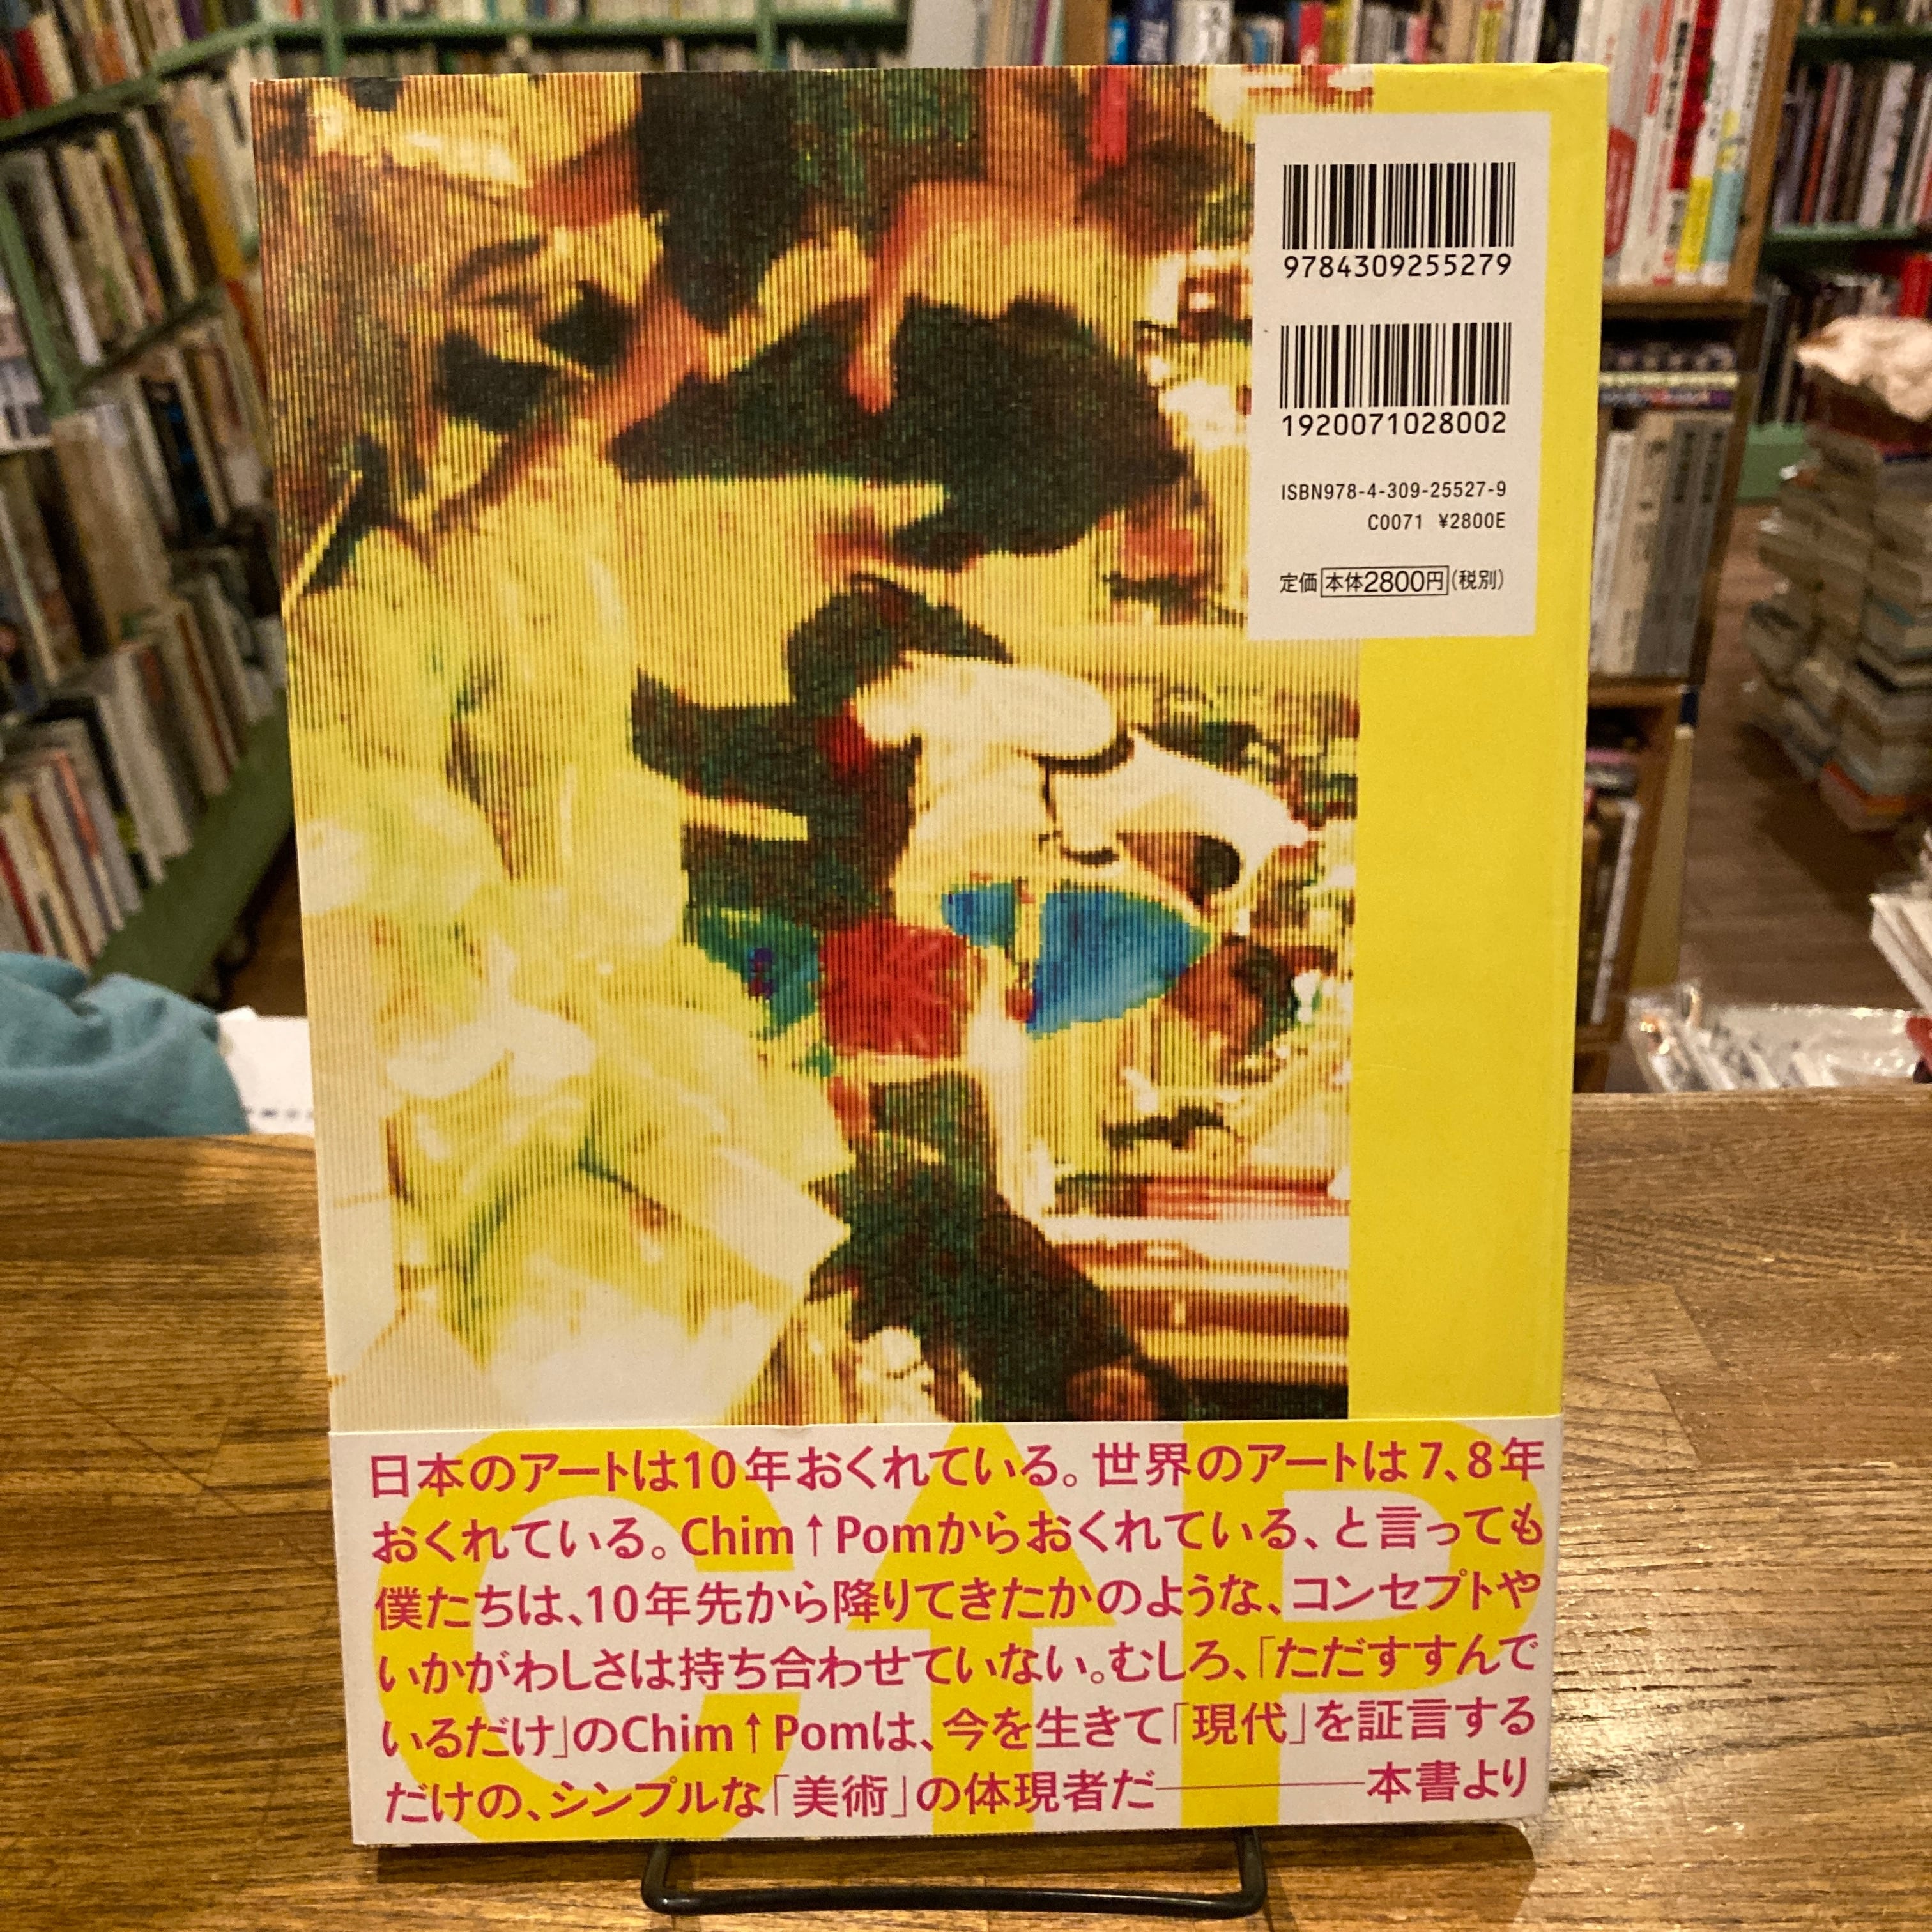 9784309255279
1920071028002
ISBN978-4-309-25527-9
C0071 ¥2800E
定価 本体2800円(税別)
C↑P
日本のアートは10年おくれている。世界のアートは7、8年
おくれている。Chim↑Pomからおくれている、と言っても
僕たちは、10年先から降りてきたかのような、コンセプトや
いかがわしさは持ち合わせていない。むしろ、「ただすすんで
いるだけ」のChim↑Pomは、今を生きて「現代」を証言する
だけの、シンプルな「美術」の体現者だ————本書より